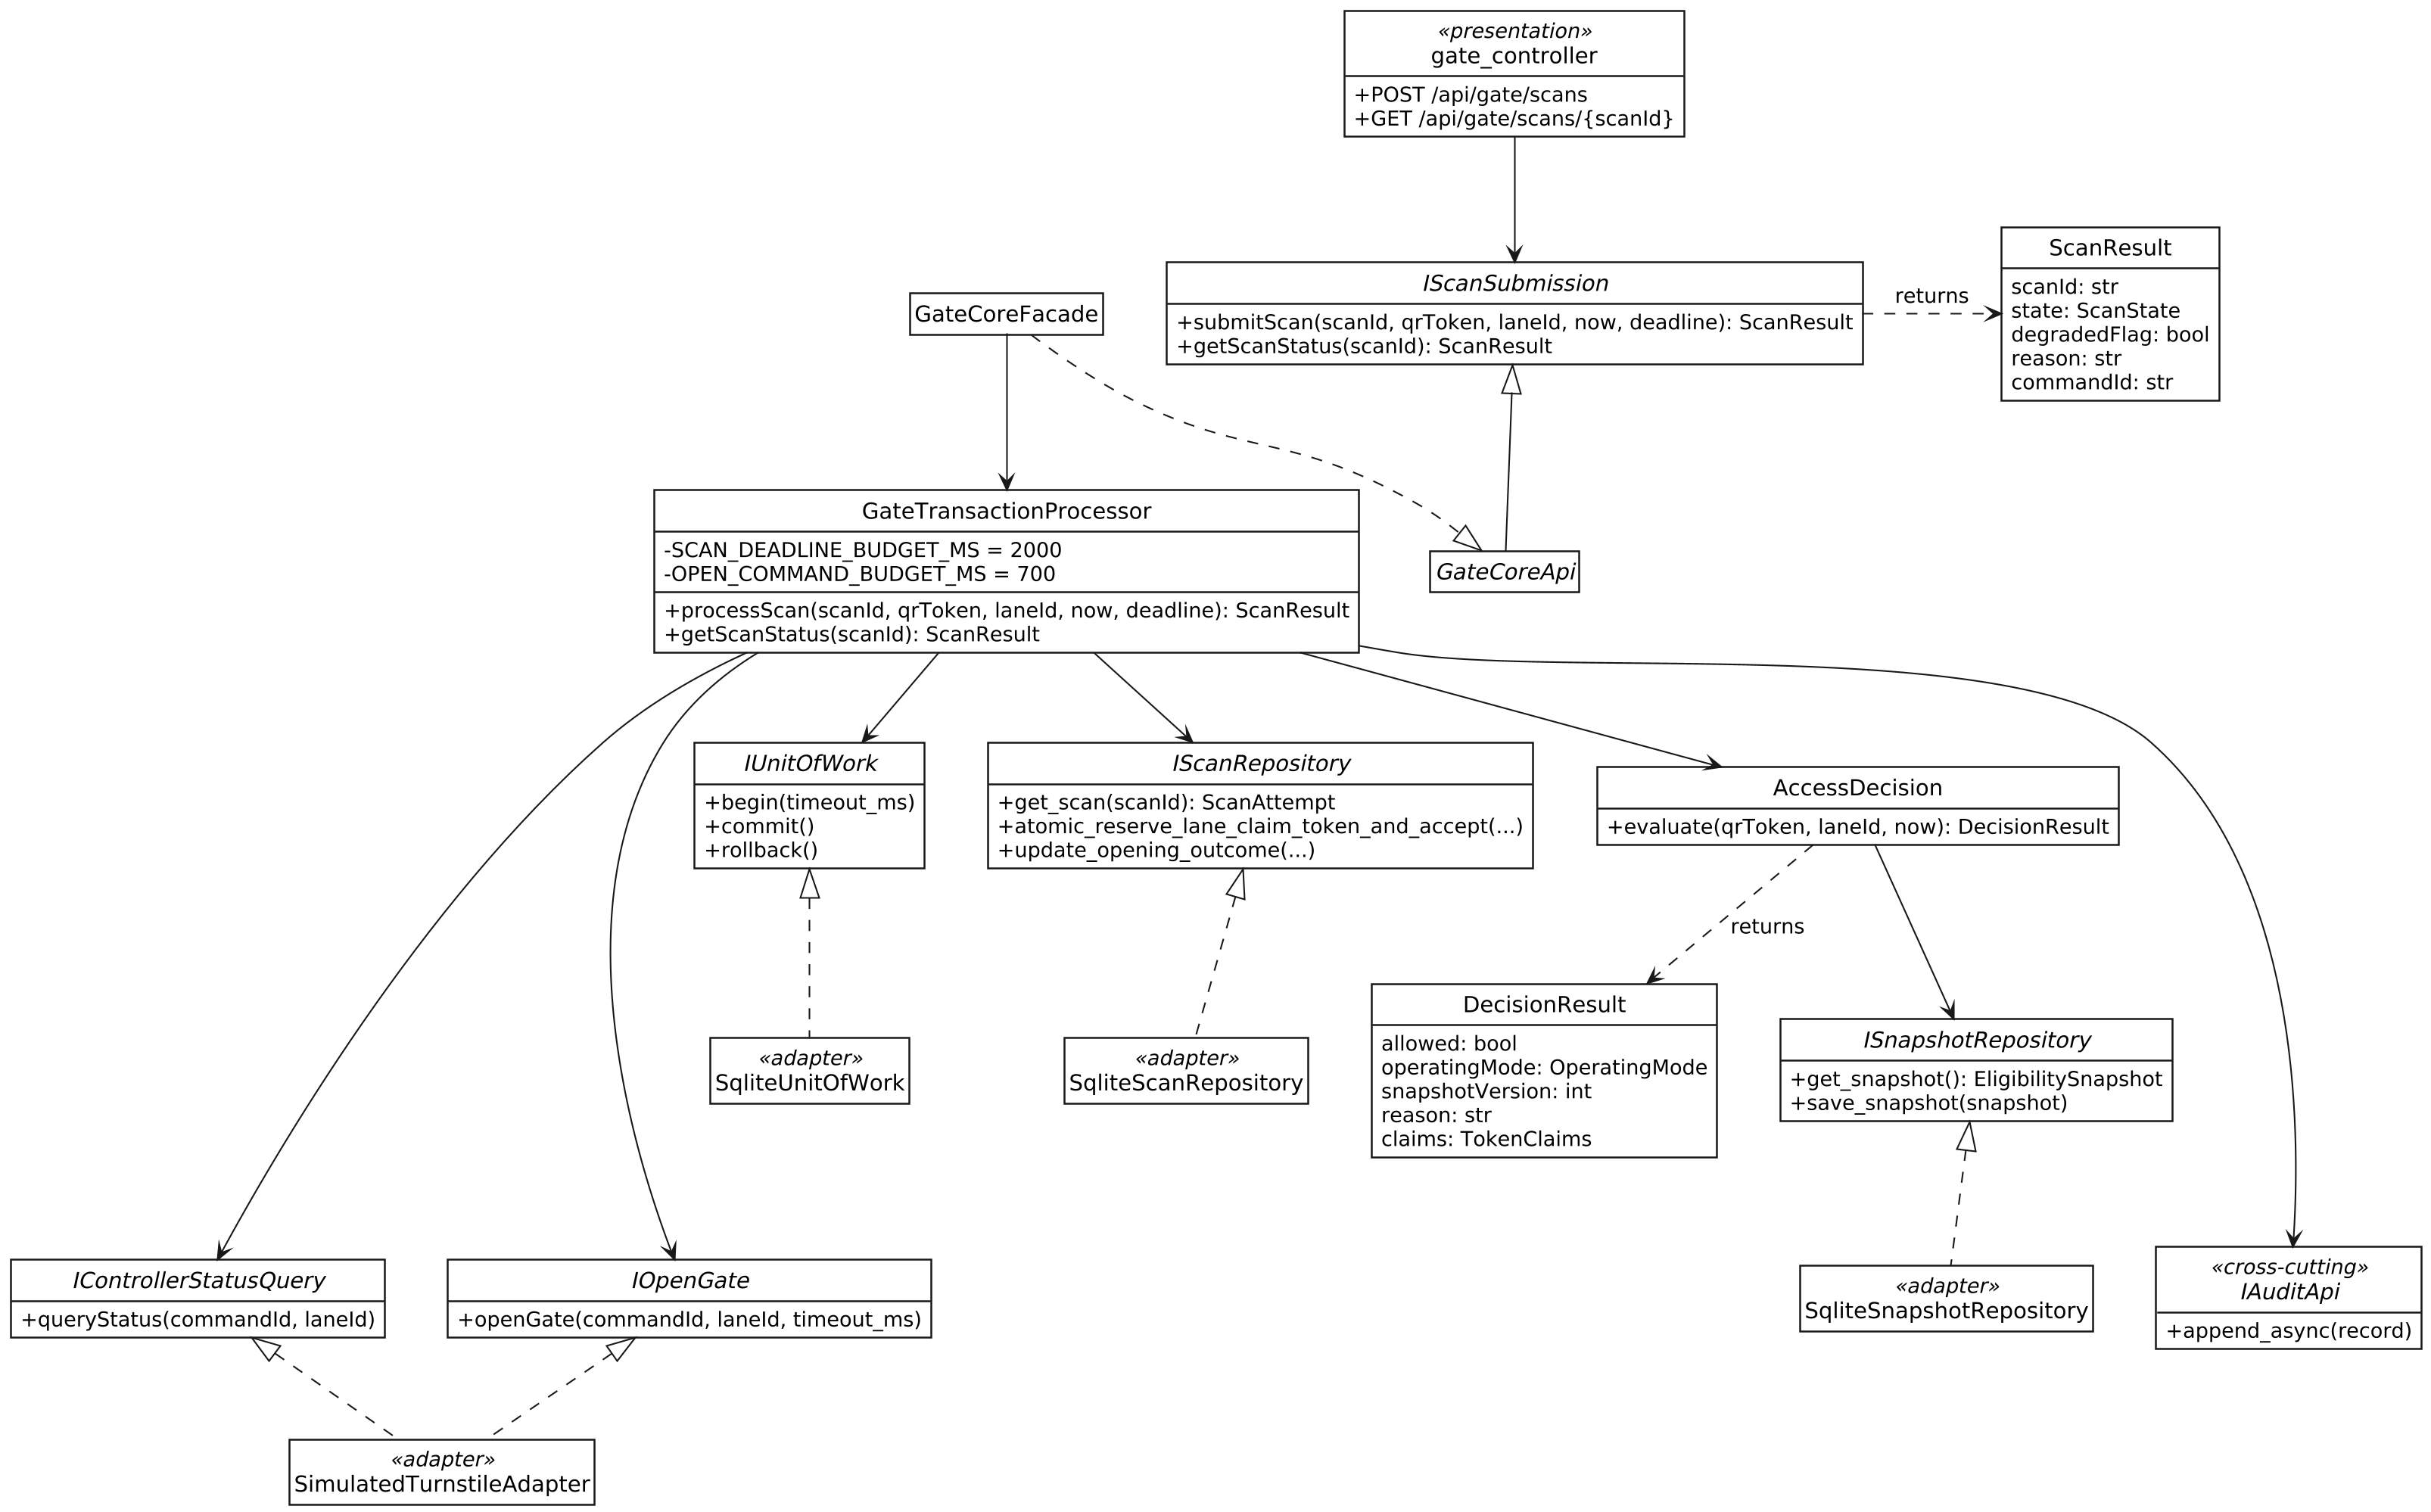 «presentation»
gate_controller
+POST /api/gate/scans
+GET /api/gate/scans/{scanId}
ScanResult
scanId: str
state: ScanState
degradedFlag: bool
reason: str
commandId: str
returns
IScanSubmission
+submitScan(scanId, qrToken, laneId, now, deadline): ScanResult
+getScanStatus(scanId): ScanResult
GateCoreFacade
GateTransactionProcessor
-SCAN_DEADLINE_BUDGET_MS = 2000
-OPEN_COMMAND_BUDGET_MS = 700
+processScan(scanId, qrToken, laneId, now, deadline): ScanResult
+getScanStatus(scanId): ScanResult
GateCoreApi
IUnitOfWork
+begin(timeout_ms)
+commit()
+rollback()
IScanRepository
+get_scan(scanId): ScanAttempt
+atomic_reserve_lane_claim_token_and_accept(...)
+update_opening_outcome(...)
AccessDecision
+evaluate(qrToken, laneId, now): DecisionResult
returns
DecisionResult
allowed: bool
operatingMode: OperatingMode
snapshotVersion: int
reason: str
claims: TokenClaims
ISnapshotRepository
+get_snapshot(): EligibilitySnapshot
+save_snapshot(snapshot)
«adapter»
SqliteUnitOfWork
«adapter»
SqliteScanRepository
IControllerStatusQuery
+queryStatus(commandId, laneId)
IOpenGate
+openGate(commandId, laneId, timeout_ms)
«adapter»
SqliteSnapshotRepository
«cross-cutting»
IAuditApi
+append_async(record)
«adapter»
SimulatedTurnstileAdapter